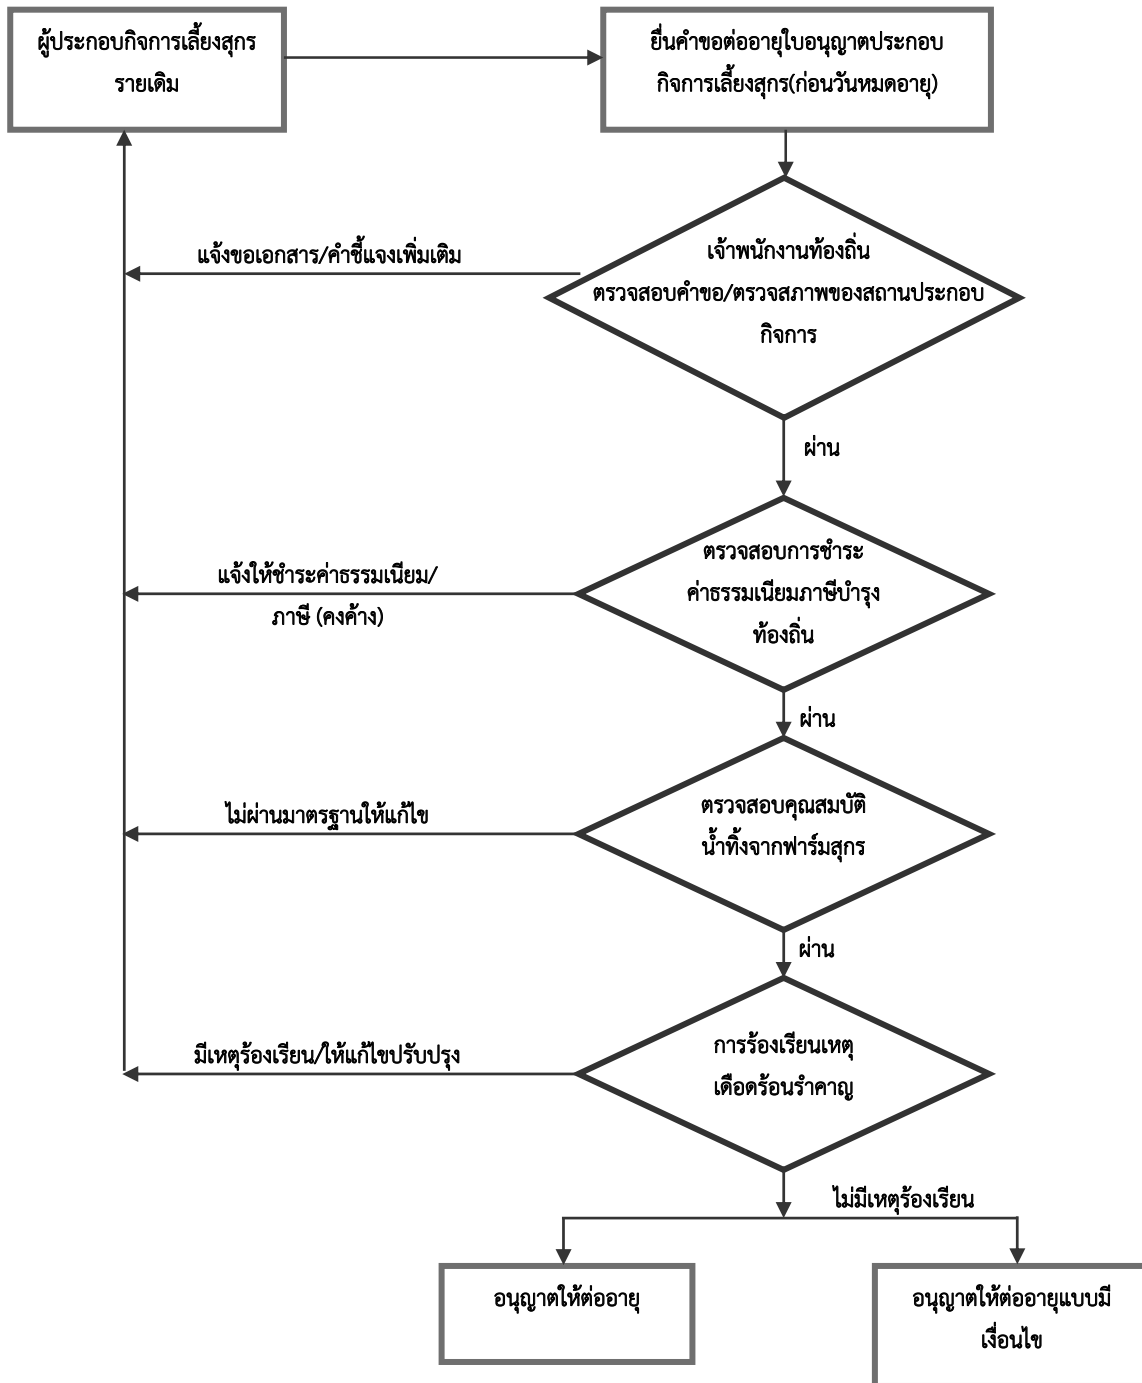 ผู้ประกอบกิจการเลี้ยงสุกร
รายเดิม
ยื่นคำขอต่ออายุใบอนุญาตประกอบ
กิจการเลี้ยงสุกร(ก่อนวันหมดอายุ)
แจ้งขอเอกสาร/คำชี้แจงเพิ่มเติม
เจ้าพนักงานท้องถิ่น
ตรวจสอบคำขอ/ตรวจสภาพของสถานประกอบ
กิจการ
ผ่าน
แจ้งให้ชำระค่าธรรมเนียม/
ภาษี (คงค้าง)
ตรวจสอบการชำระ
ค่าธรรมเนียมภาษีบำรุง
ท้องถิ่น
ผ่าน
ไม่ผ่านมาตรฐานให้แก้ไข
ตรวจสอบคุณสมบัติ
น้ำทิ้งจากฟาร์มสุกร
ผ่าน
มีเหตุร้องเรียน/ให้แก้ไขปรับปรุง
การร้องเรียนเหตุ
เดือดร้อนรำคาญ
ไม่มีเหตุร้องเรียน
อนุญาตให้ต่ออายุ
อนุญาตให้ต่ออายุแบบมี
เงื่อนไข